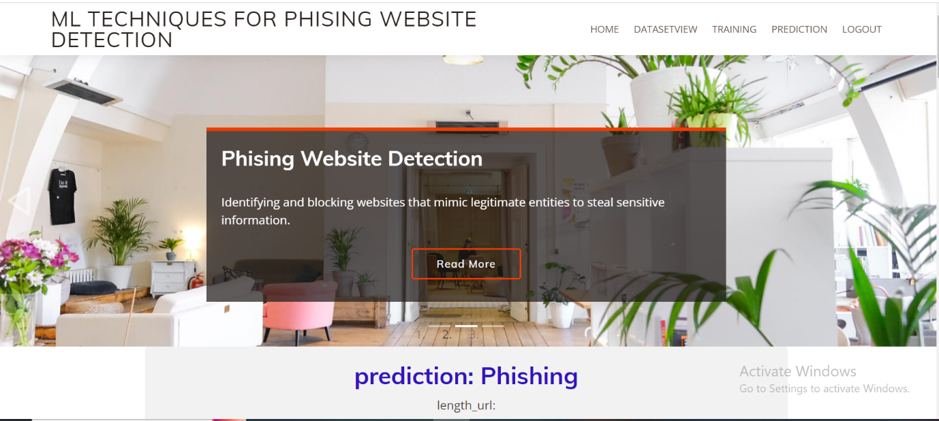 ML TECHNIQUES FOR PHISING WEBSITE
DETECTION
HOME DATASETVIEW TRAINING PREDICTION LOGOUT
Phising Website Detection
Identifying and blocking websites that mimic legitimate entities to steal sensitive
information.
Read More
2.
prediction: Phishing
length_url:
Activate Windows
Go to Settings to activate Windows.